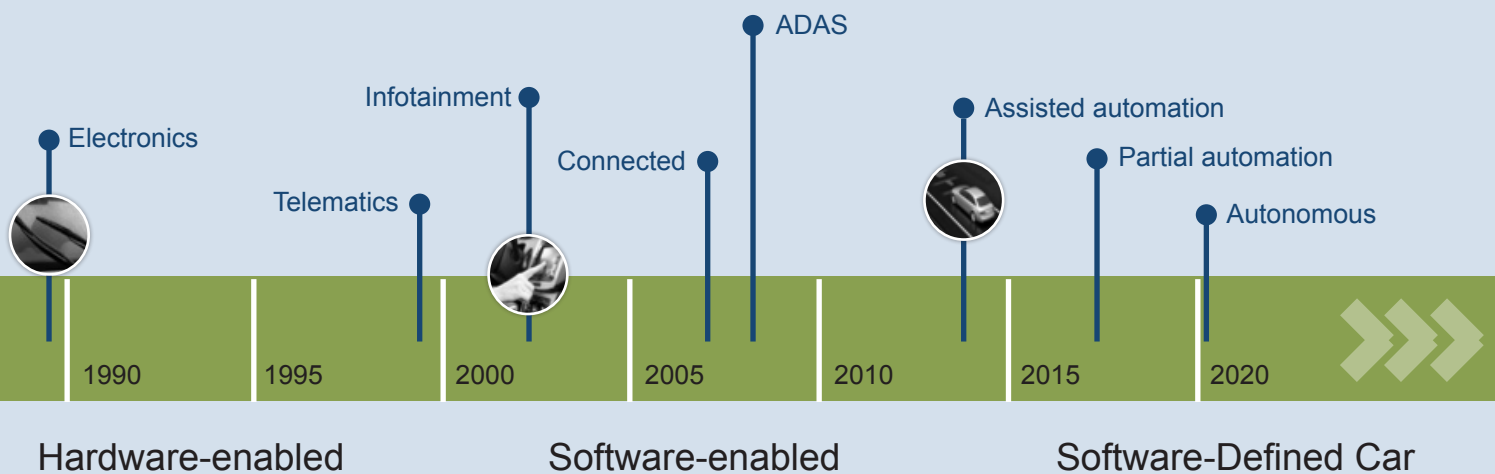 ADAS
Infotainment
Assisted automation
Electronics
Connected
Partial automation
Telematics
Autonomous
1990
1995
2000
2005
2010
2015
2020
Hardware-enabled
Software-enabled
Software-Defined Car